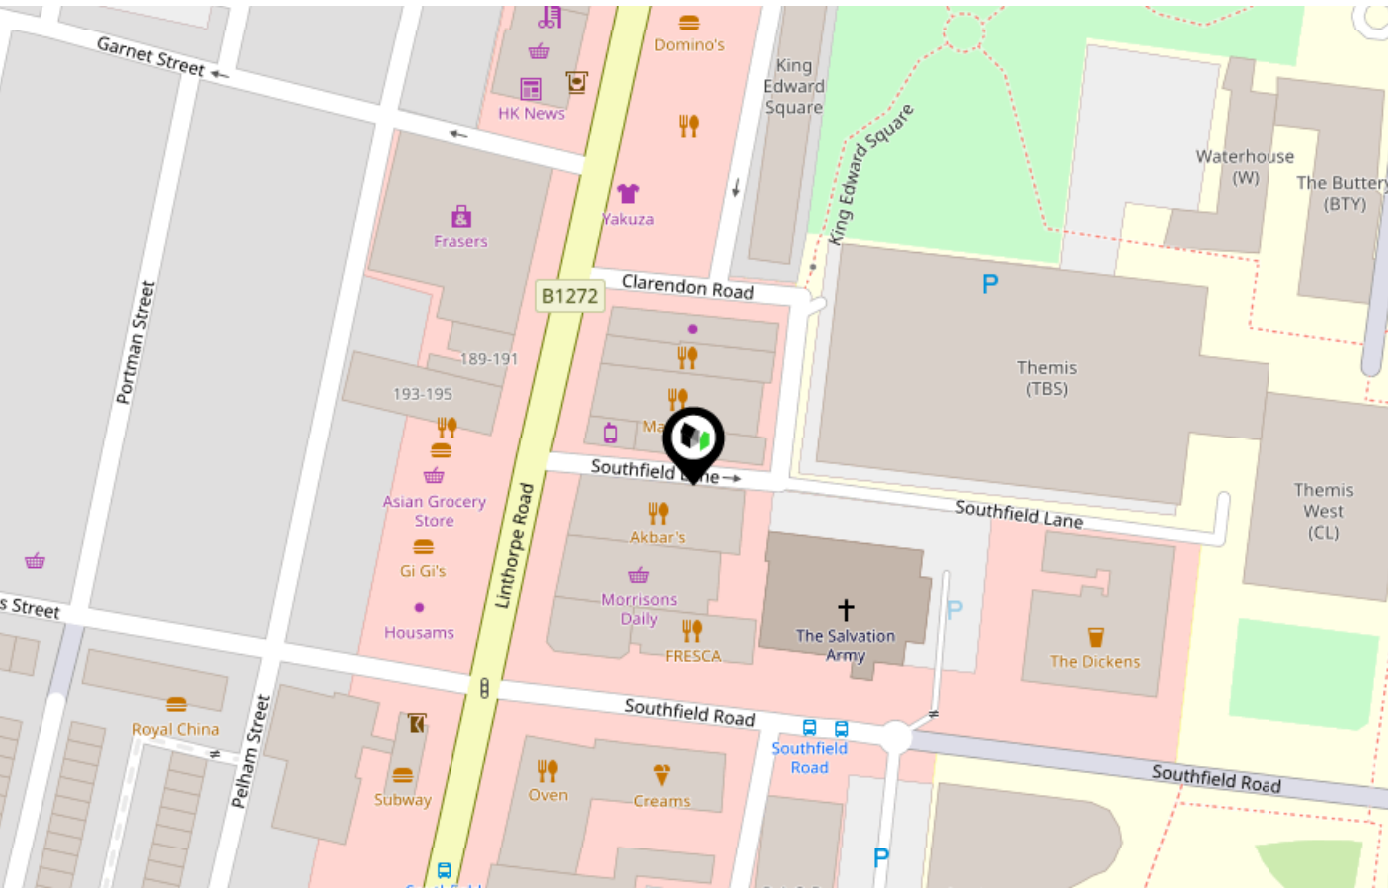 Garnet Street
HK News
Domino's
King
Edward
Square
King Edward Square
Waterhouse
(W)
The Buttery
(BTY)
Frasers
&
Yakuza
P
Clarendon Road
B1272
Portman Street
189-191
193-195
Themis
(TBS)
Ma
Southfield Lane
Asian Grocery
Store
Linthorpe Road
Akbar's
Southfield Lane
Themis
West
(CL)
Gi Gi's
Morrisons
Daily
s Street
Housams
FRESCA
The Salvation
Army
P
The Dickens
Royal China
Pelham Street
Southfield Road
Southfield
Road
Southfield Road
Subway
Oven
Creams
P